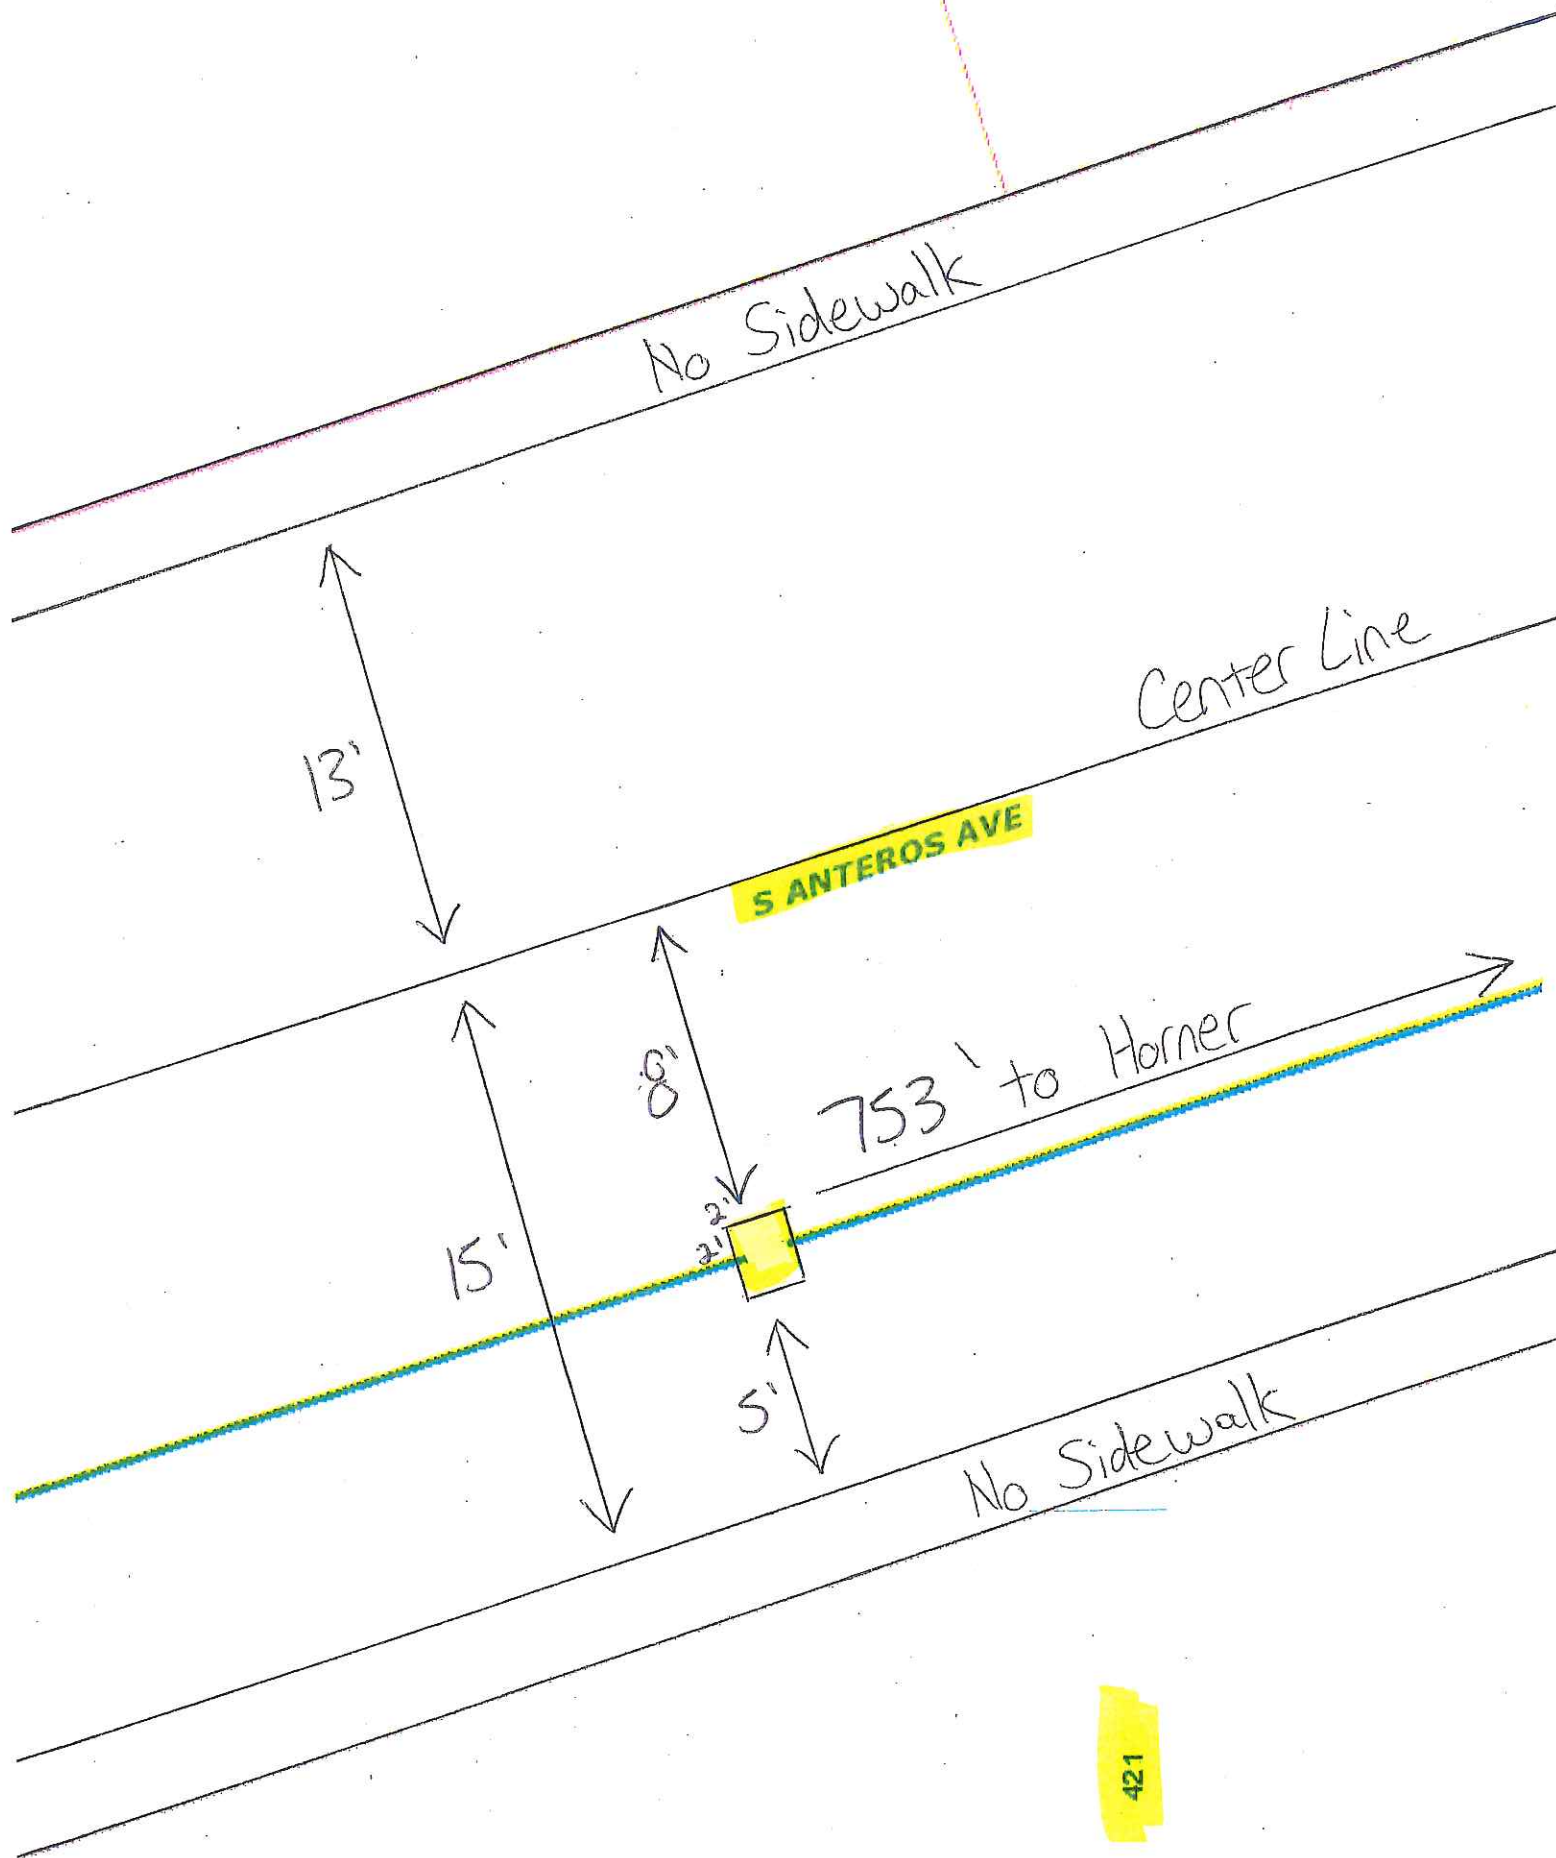 No Sidewalk
Center Line
13'
S ANTEROS AVE
8'
753' to Horner
2'
2'
15'
5'
No Sidewalk
421